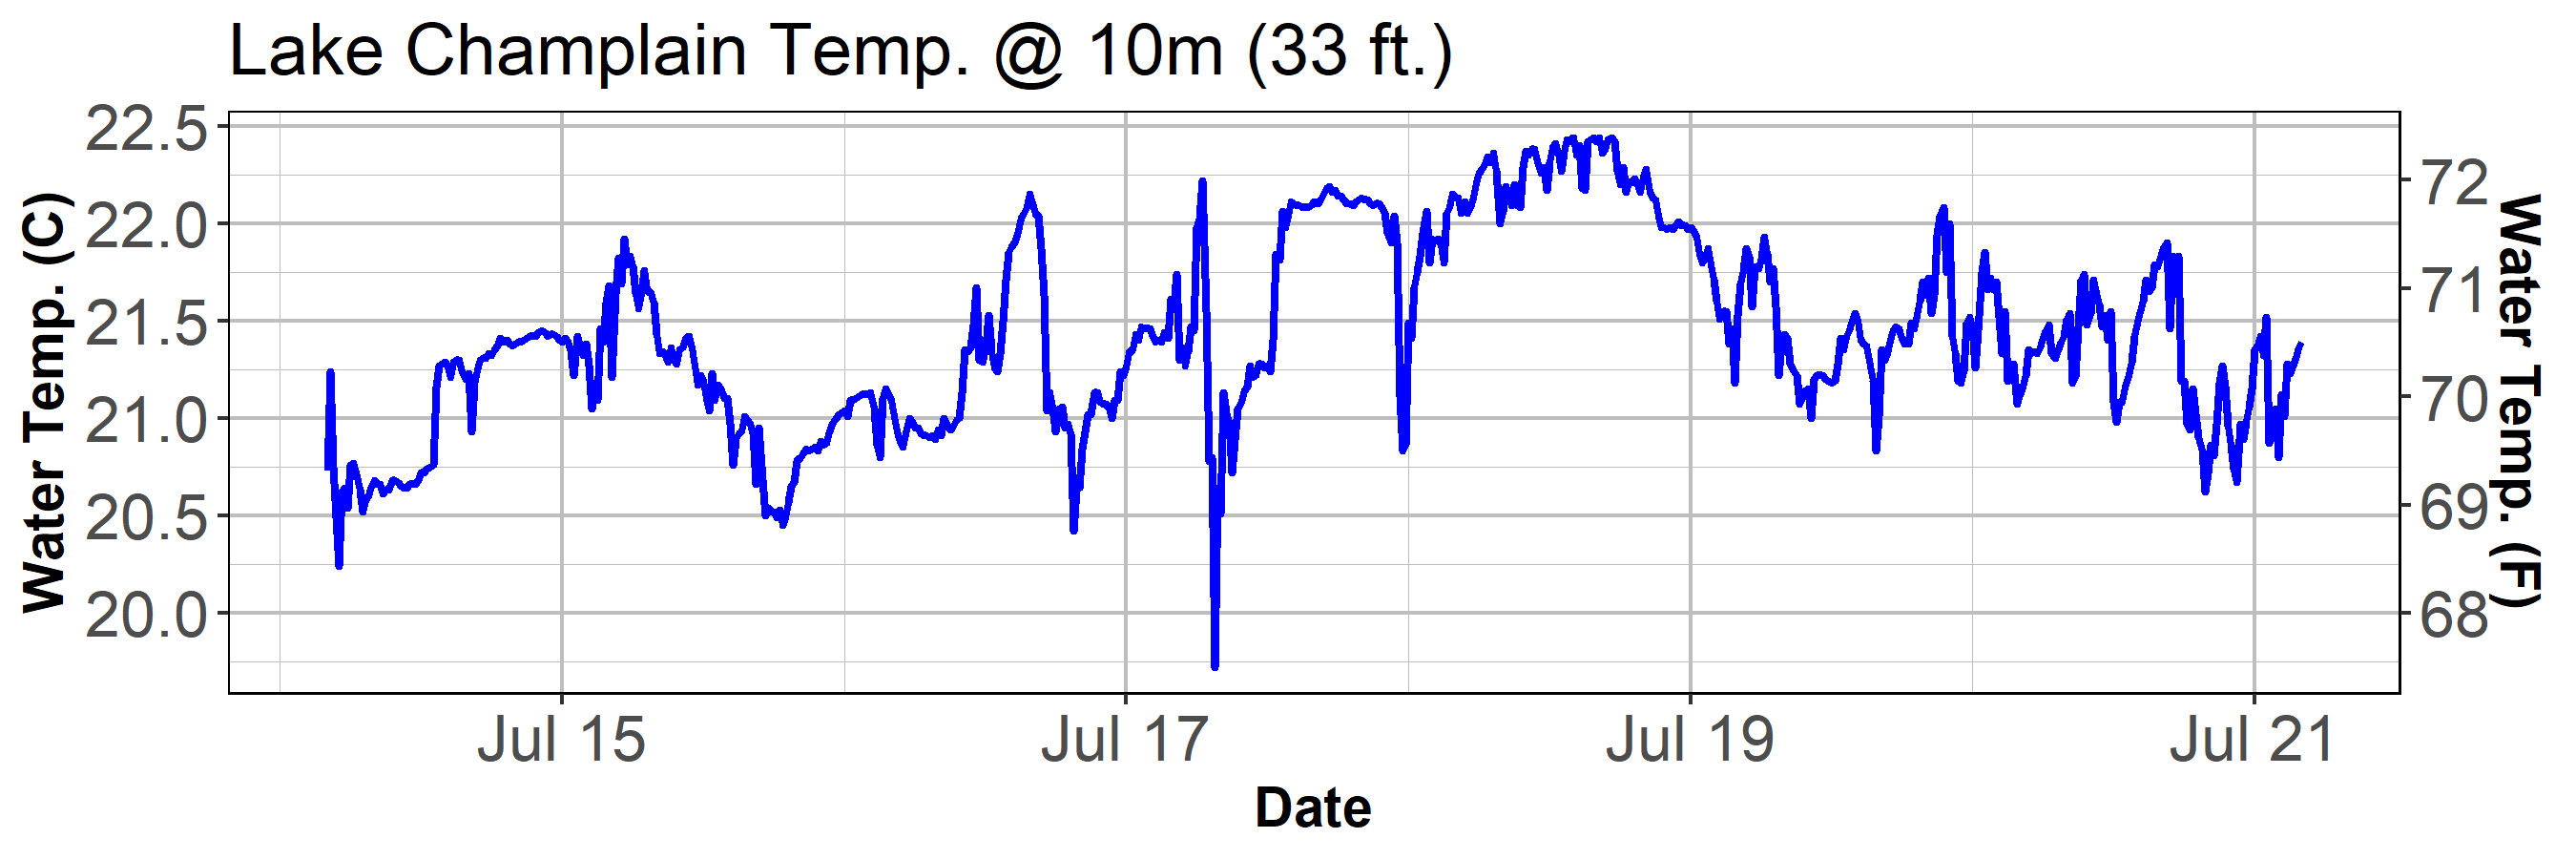 Lake Champlain Temp. @ 10m (33 ft.)
Water Temp. (C)
22.5
22.0
21.5
21.0
20.5
20.0
72
71
70
69
68
Water Temp. (F)
Jul 15
Jul 17
Jul 19
Jul 21
Date